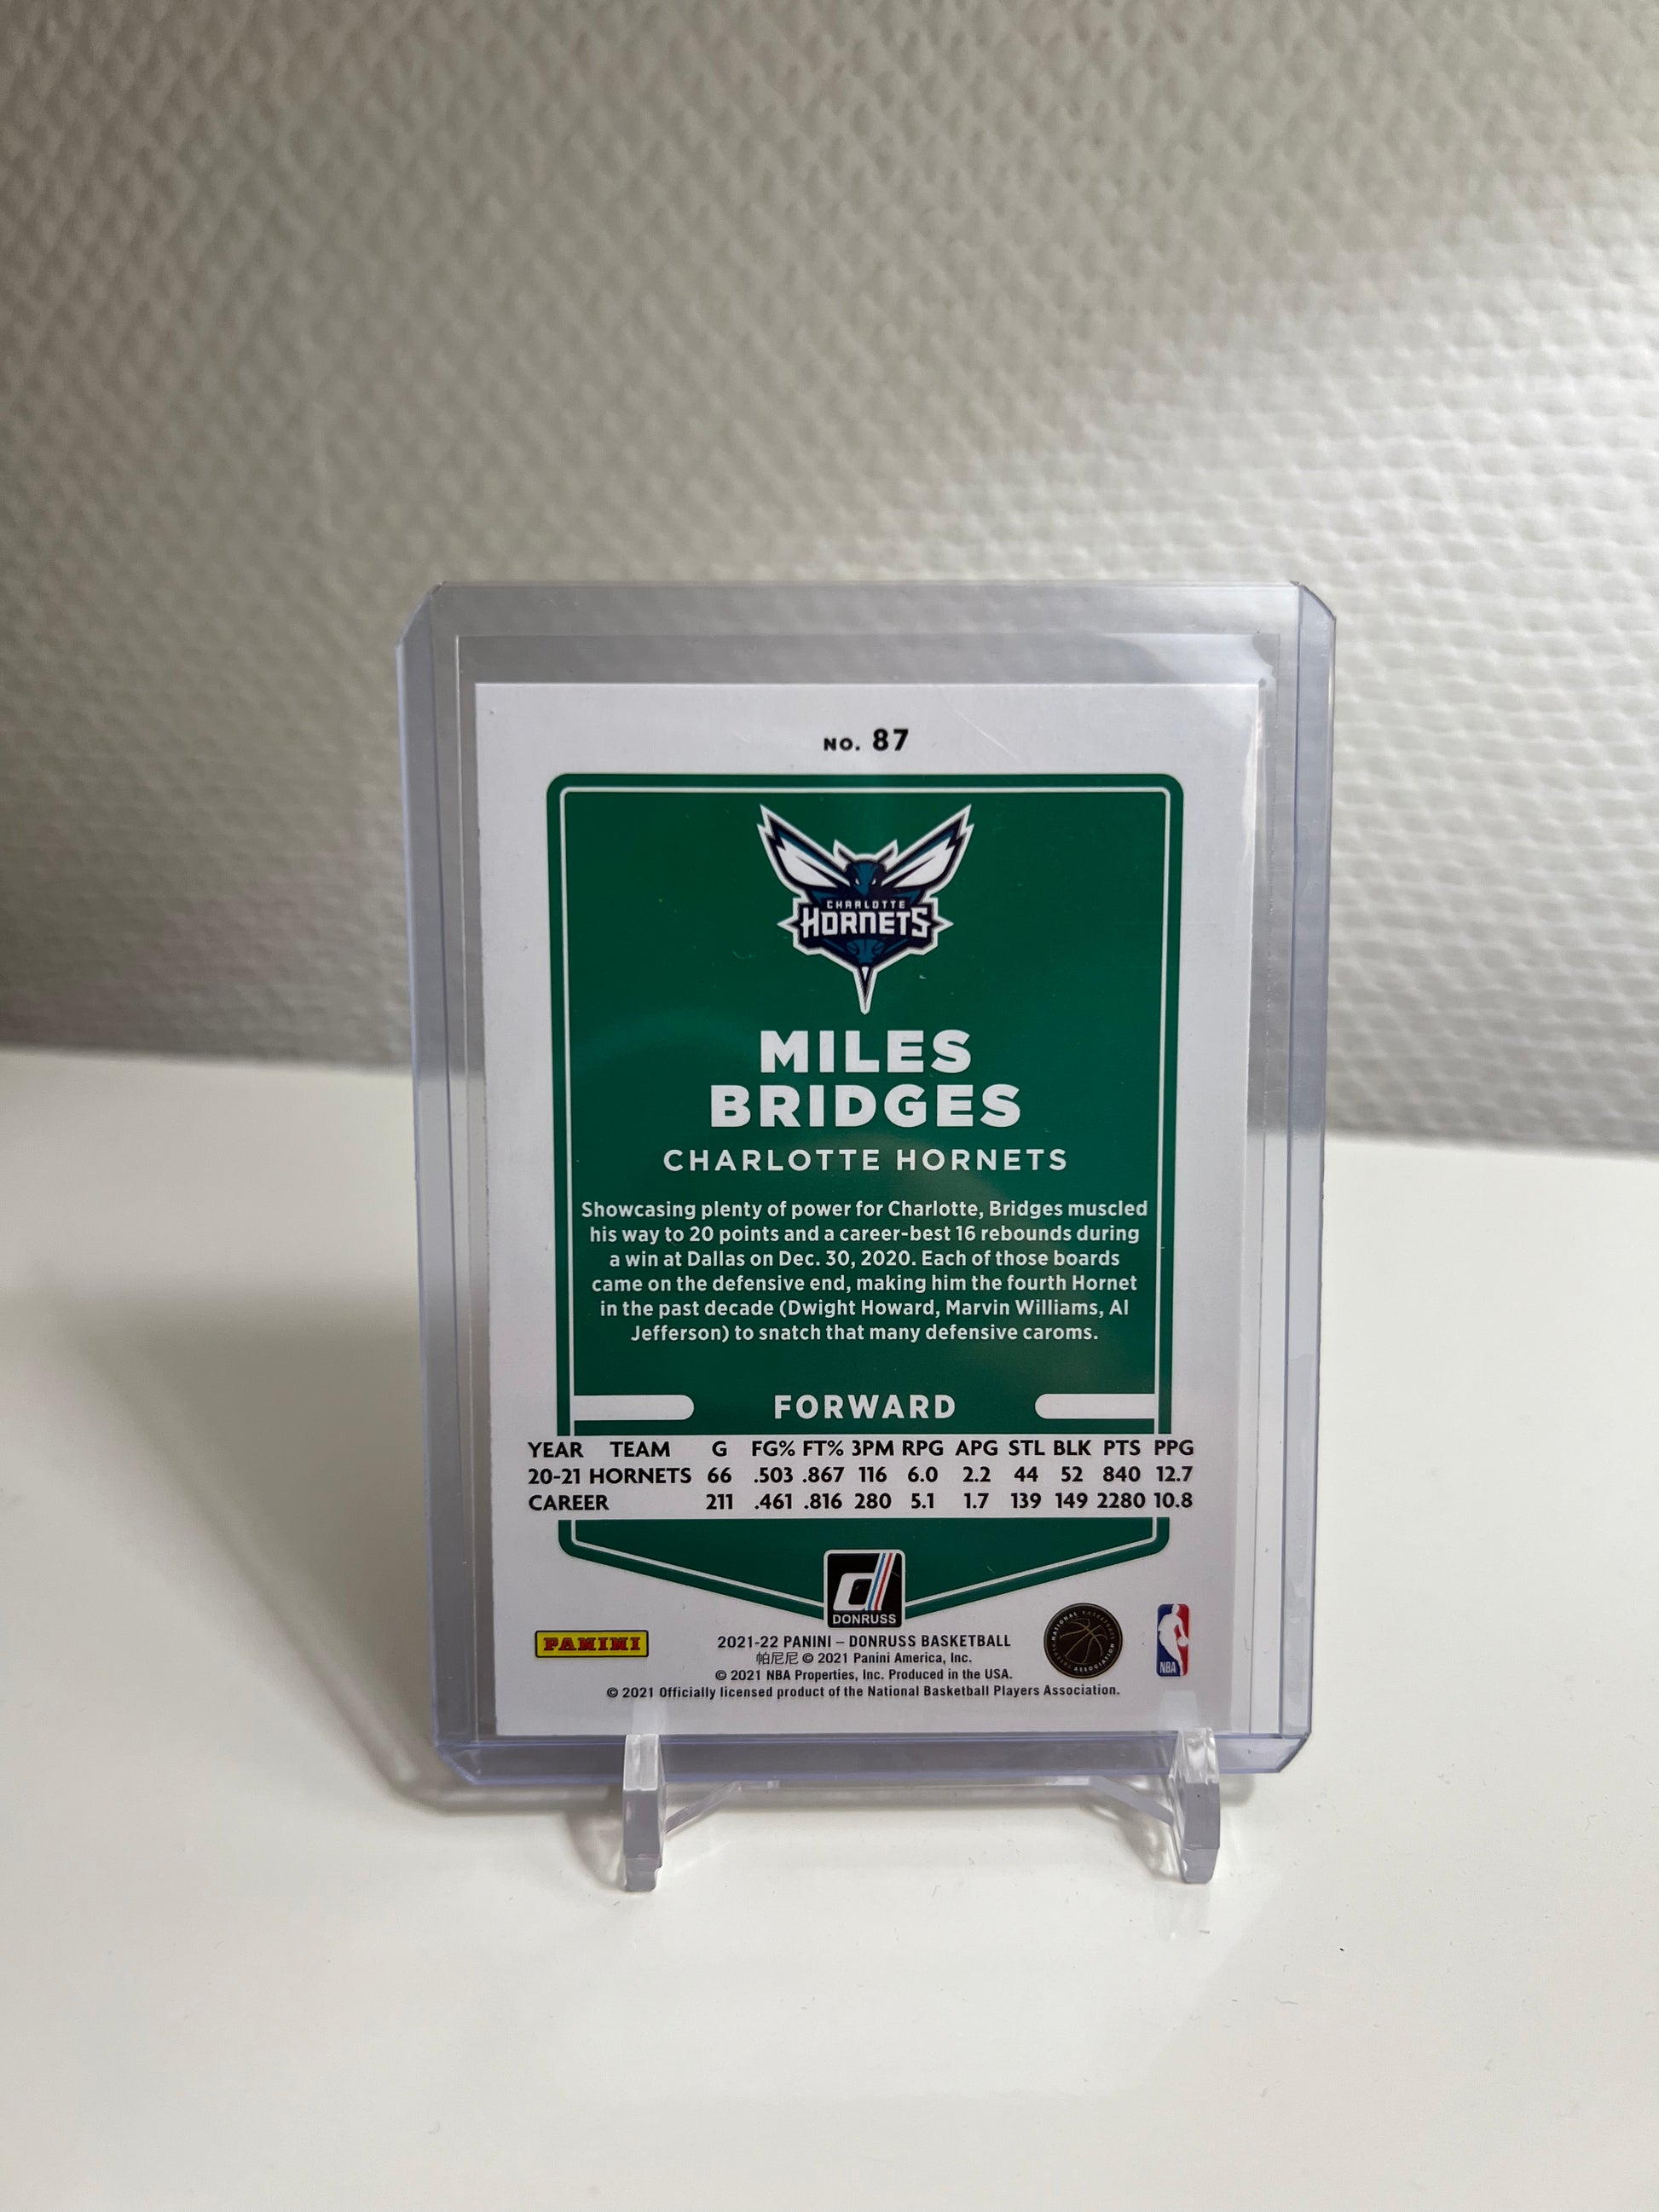 NO. 87
CHARLOTTE
HORNETS
MILES
BRIDGES
CHARLOTTE HORNETS
Showcasing plenty of power for Charlotte, Bridges muscled
his way to 20 points and a career-best 16 rebounds during
a win at Dallas on Dec. 30, 2020. Each of those boards
came on the defensive end, making him the fourth Hornet
in the past decade (Dwight Howard, Marvin Williams, Al
Jefferson) to snatch that many defensive caroms.
FORWARD
YEAR TEAM G FG% FT% 3PM RPG APG STL BLK PTS PPG
20-21 HORNETS 66 .503 .867 116 6.0 2.2 44 52 840 12.7
CAREER 211 .461 .816 280 5.1 1.7 139 149 2280 10.8
DONRUSS
PANINI
2021-22 PANINI – DONRUSS BASKETBALL
帕尼尼 © 2021 Panini America, Inc.
© 2021 NBA Properties, Inc. Produced in the USA.
© 2021 Officially licensed product of the National Basketball Players Association.
NATIONAL BASKETBALL
ASSOCIATION
NBA